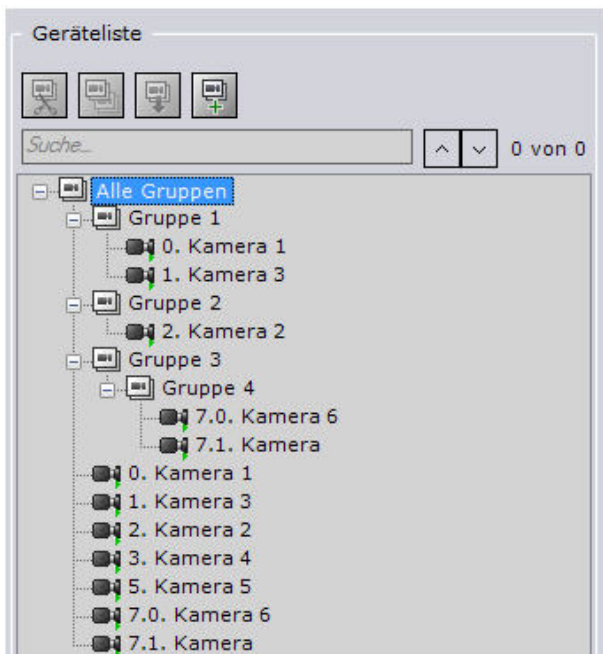 Geräteliste
Suche...
0 von 0
Alle Gruppen
Gruppe 1
0. Kamera 1
1. Kamera 3
Gruppe 2
2. Kamera 2
Gruppe 3
Gruppe 4
7.0. Kamera 6
7.1. Kamera
0. Kamera 1
1. Kamera 3
2. Kamera 2
3. Kamera 4
5. Kamera 5
7.0. Kamera 6
7.1. Kamera